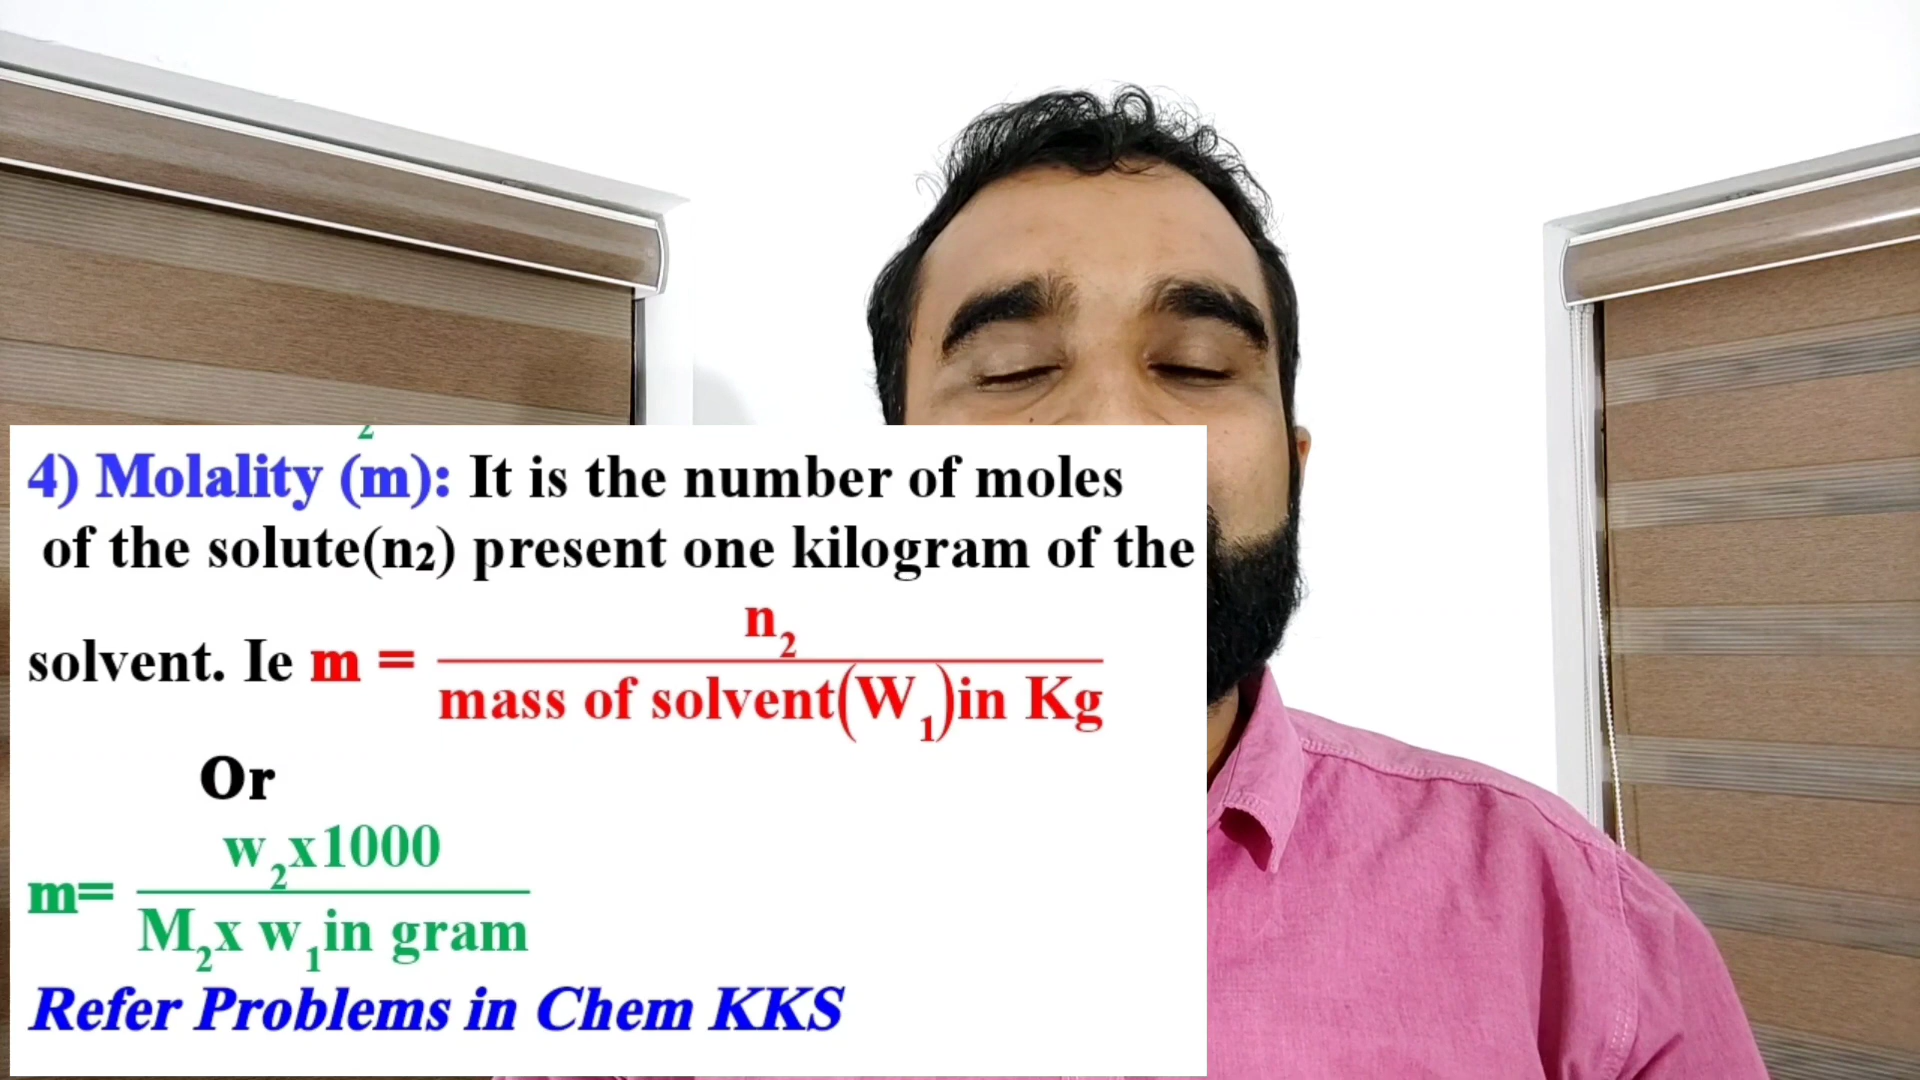 2
4) Molality (m): It is the number of moles
of the solute(n₂) present one kilogram of the
solvent. Ie m = n₂
mass of solvent(W₁)in Kg
Or
m= w₂x1000
M₂x w₁in gram
Refer Problems in Chem KKS